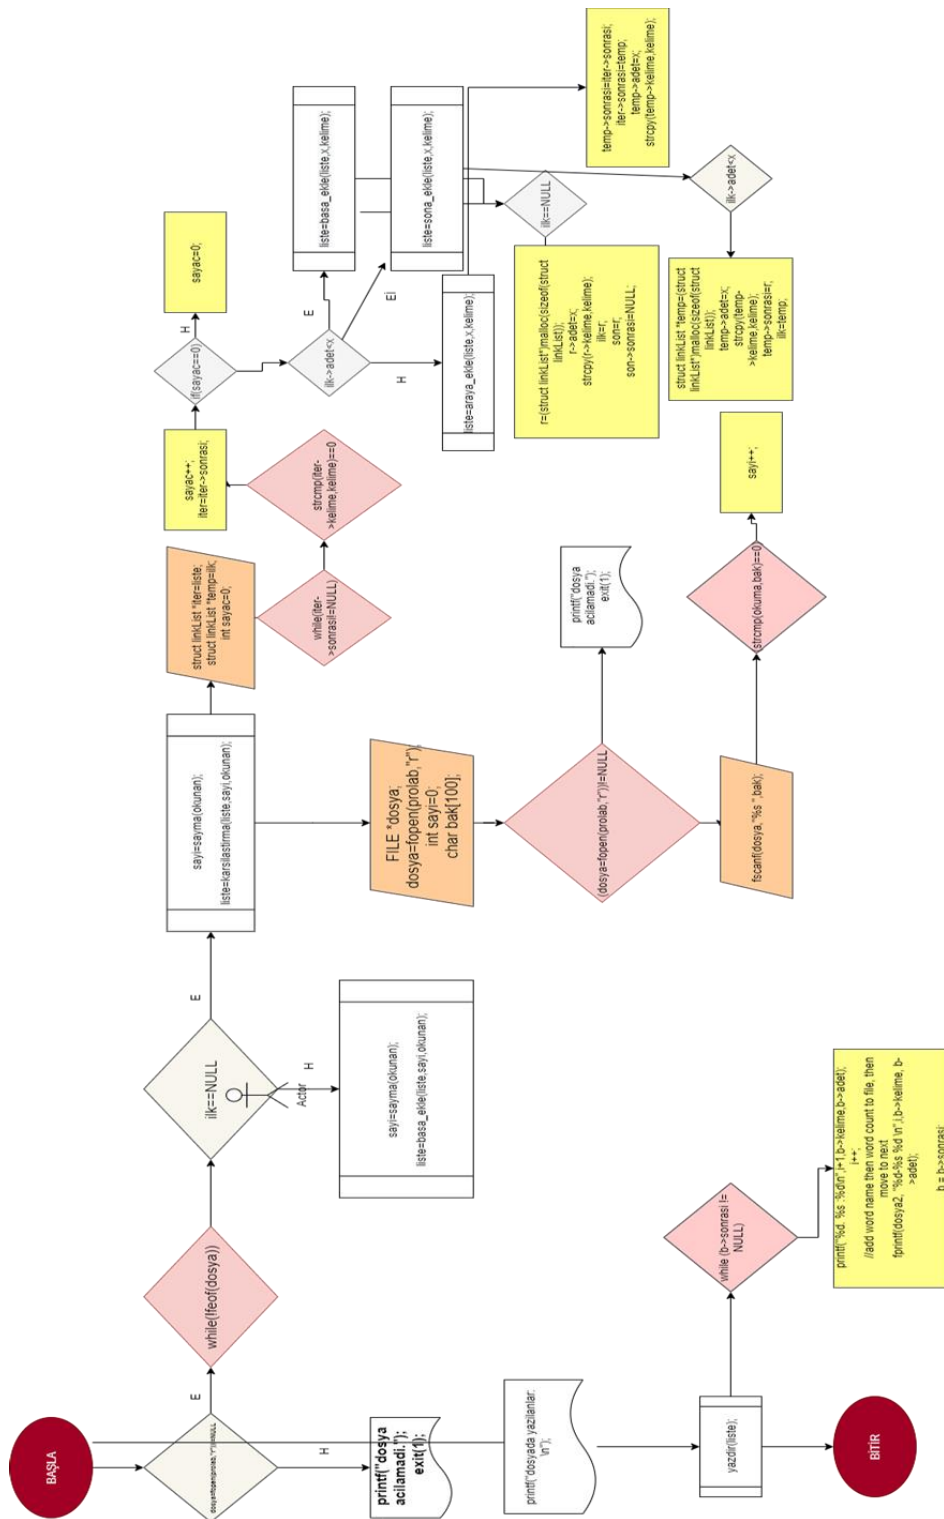 BAŞLA
dosya=fopen(prolab,"r"))!=NULL
E
H
printf("dosya
acilamadi.");
exit(1);
while(!feof(dosya))
ilk==NULL
Actor
E
H
sayi=sayma(okunan);
liste=basa_ekle(liste,sayi,okunan);
sayi=sayma(okunan);
liste=karsilastirma(liste,sayi,okunan);
struct linkList *iter=liste;
struct linkList *temp=ilk;
int sayac=0;
while(iter-
>sonrasi!=NULL)
strcmp(iter-
>kelime,kelime)==0
sayac++;
iter=iter->sonrasi;
if(sayac==0)
H
sayac=0;
ilk->adet<x
E
Ei
H
liste=basa_ekle(liste,x,kelime);
liste=sona_ekle(liste,x,kelime);
liste=araya_ekle(liste,x,kelime);
temp->sonrasi=iter->sonrasi;
iter->sonrasi=temp;
temp->adet=x;
strcpy(temp->kelime,kelime);
ilk==NULL
r=(struct linkList*)malloc(sizeof(struct
linkList));
r->adet=x;
strcpy(r->kelime,kelime);
ilk=r;
son=r;
son->sonrasi=NULL;
ilk->adet<x
struct linkList *temp=(struct
linkList*)malloc(sizeof(struct
linkList));
temp->adet=x;
strcpy(temp-
>kelime,kelime);
temp->sonrasi=r;
ilk=temp;
FILE *dosya;
dosya=fopen(prolab,"r");
int sayi=0;
char bak[100];
(dosya=fopen(prolab,"r"))!=NULL
printf("dosya
acilamadi.");
exit(1);
fscanf(dosya, "%s ",bak);
strcmp(okuma,bak)==0)
sayi++;
printf("dosyada yazilanlar:
\n");
yazdir(liste);
while (b->sonrasi !=
NULL)
printf("%d. %s :%d\n",i+1,b->kelime,b->adet);
i++;
//add word name then word count to file, then
move to next
fprintf(dosya2, "%d-%s %d \n",i,b->kelime, b-
>adet);
b = b->sonrasi;
BİTİR